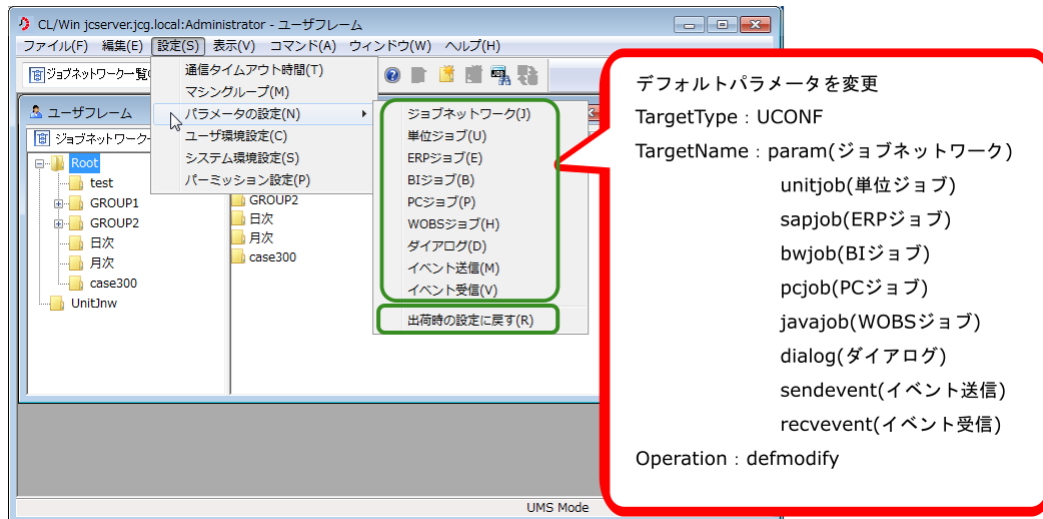 CL/Win jcserver.jcg.local:Administrator - ユーザフレーム
ファイル(F) 編集(E) 設定(S) 表示(V) コマンド(A) ウィンドウ(W) ヘルプ(H)
ジョブネットワーク一覧
通信タイムアウト時間(T)
マシングループ(M)
パラメータの設定(N)
ユーザ環境設定(C)
システム環境設定(S)
パーミッション設定(P)
ユーザフレーム
ジョブネットワーク
Root
test
GROUP1
GROUP2
日次
月次
case300
UnitJnw
GROUP2
日次
月次
case300
ジョブネットワーク(J)
単位ジョブ(U)
ERPジョブ(E)
BIジョブ(B)
PCジョブ(P)
WOBSジョブ(H)
ダイアログ(D)
イベント送信(M)
イベント受信(V)
出荷時の設定に戻す(R)
デフォルトパラメータを変更
TargetType:UCONF
TargetName:param(ジョブネットワーク)
unitjob(単位ジョブ)
sapjob(ERPジョブ)
bwjob(BIジョブ)
pcjob(PCジョブ)
javajob(WOBSジョブ)
dialog(ダイアログ)
sendevent(イベント送信)
recvevent(イベント受信)
Operation:defmodify
UMS Mode